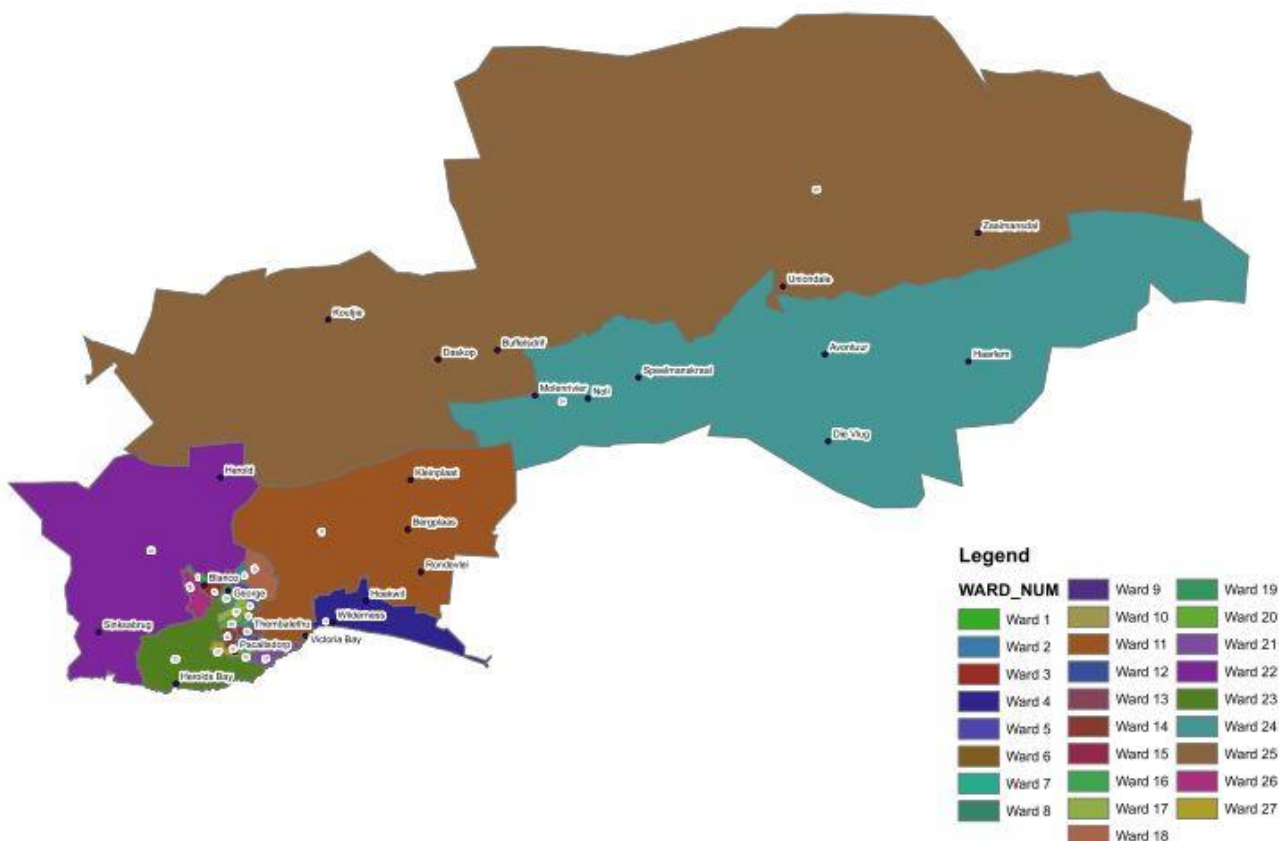 Zaaimansdal
Uniondale
Koutjie
Buffelsdrif
Daskop
Avontuur
Haarlem
Speelmanskraal
Molenrivier
Noll
Die Vlug
Herold
Kleinplaat
Bergplaas
Rondevlei
Blanco
George
Hoekwil
Wilderness
Thembalethu
Sinksabrug
Victoria Bay
Pacaltsdorp
Herolds Bay
Legend
WARD_NUM
Ward 1
Ward 2
Ward 3
Ward 4
Ward 5
Ward 6
Ward 7
Ward 8
Ward 9
Ward 10
Ward 11
Ward 12
Ward 13
Ward 14
Ward 15
Ward 16
Ward 17
Ward 18
Ward 19
Ward 20
Ward 21
Ward 22
Ward 23
Ward 24
Ward 25
Ward 26
Ward 27